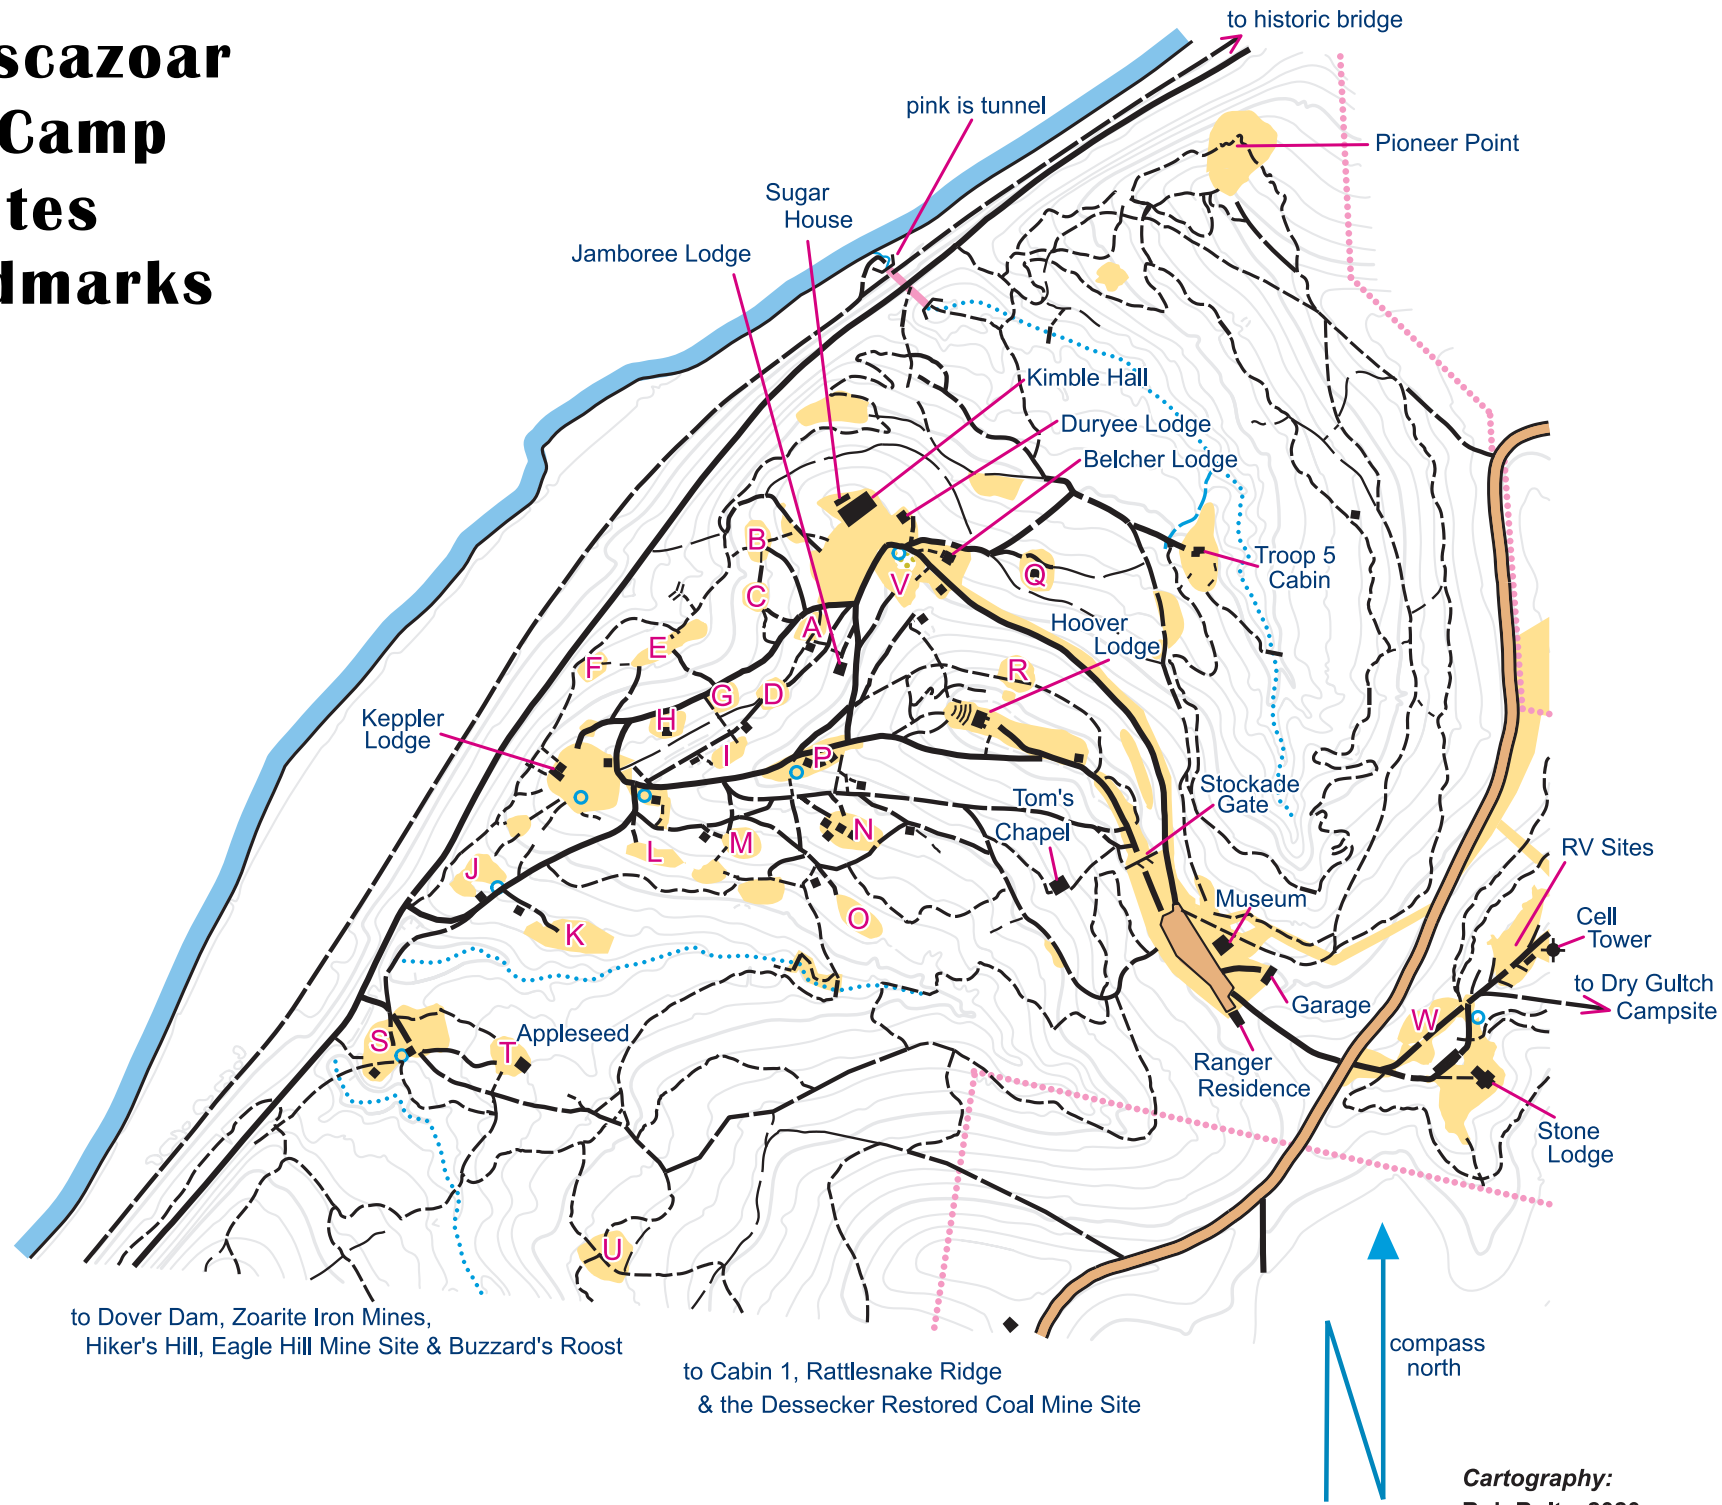 scazoar
Camp
tes
dmarks
to historic bridge
pink is tunnel
Pioneer Point
Sugar
House
Jamboree Lodge
Kimble Hall
Duryee Lodge
Belcher Lodge
B
Troop 5
Cabin
Q
V
C
A
Hoover
Lodge
E
F
R
G
D
Keppler
Lodge
H
I
P
Stockade
Gate
Tom's
Chapel
N
M
L
RV Sites
J
Museum
O
Cell
Tower
K
to Dry Gultch
Campsite
Garage
W
S
T
Appleseed
Ranger
Residence
Stone
Lodge
U
to Dover Dam, Zoarite Iron Mines,
Hiker's Hill, Eagle Hill Mine Site & Buzzard's Roost
compass
north
to Cabin 1, Rattlesnake Ridge
& the Dessecker Restored Coal Mine Site
Cartography: